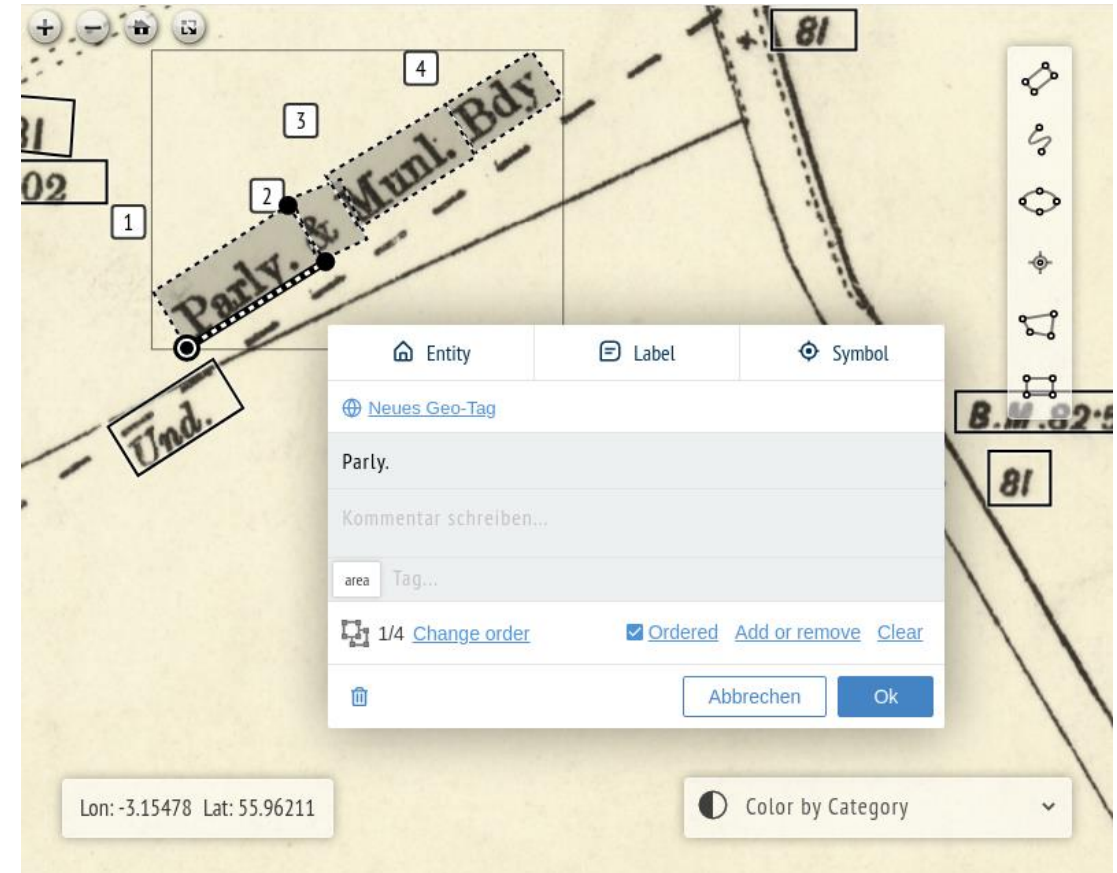 81
4
3
2
1
81
02
Parly. & Munl. Bdy
Und.
Entity
Label
Symbol
Neues Geo-Tag
Parly.
Kommentar schreiben...
area
Tag...
1/4 Change order
Ordered
Add or remove
Clear
Abbrechen
Ok
B.M.82·5
81
Lon: -3.15478 Lat: 55.96211
Color by Category